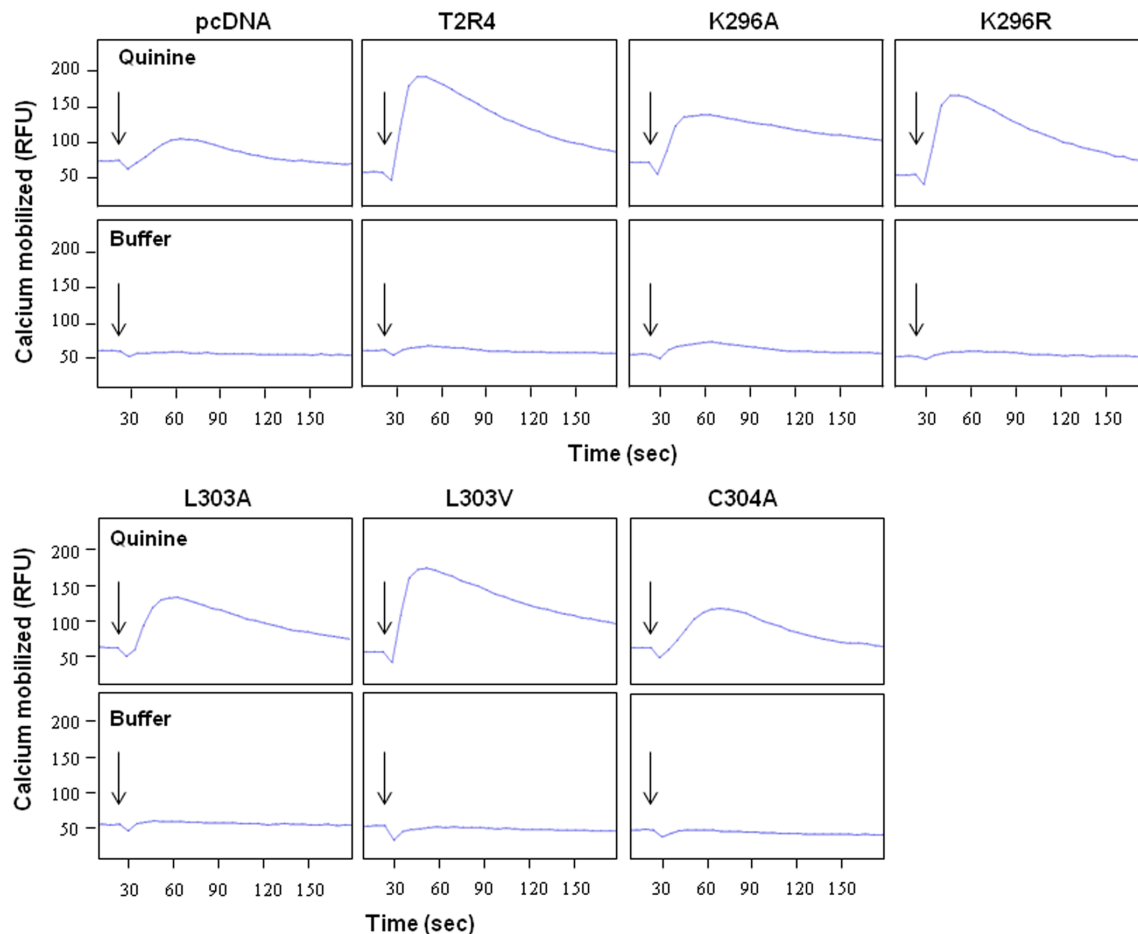 pcDNA T2R4 K296A K296R
Calcium mobilized (RFU)
Quinine
200
150
100
50
Buffer
200
150
100
50
30 60 90 120 150 30 60 90 120 150 30 60 90 120 150 30 60 90 120 150
Time (sec)
L303A L303V C304A
Calcium mobilized (RFU)
Quinine
200
150
100
50
Buffer
200
150
100
50
30 60 90 120 150 30 60 90 120 150 30 60 90 120 150
Time (sec)